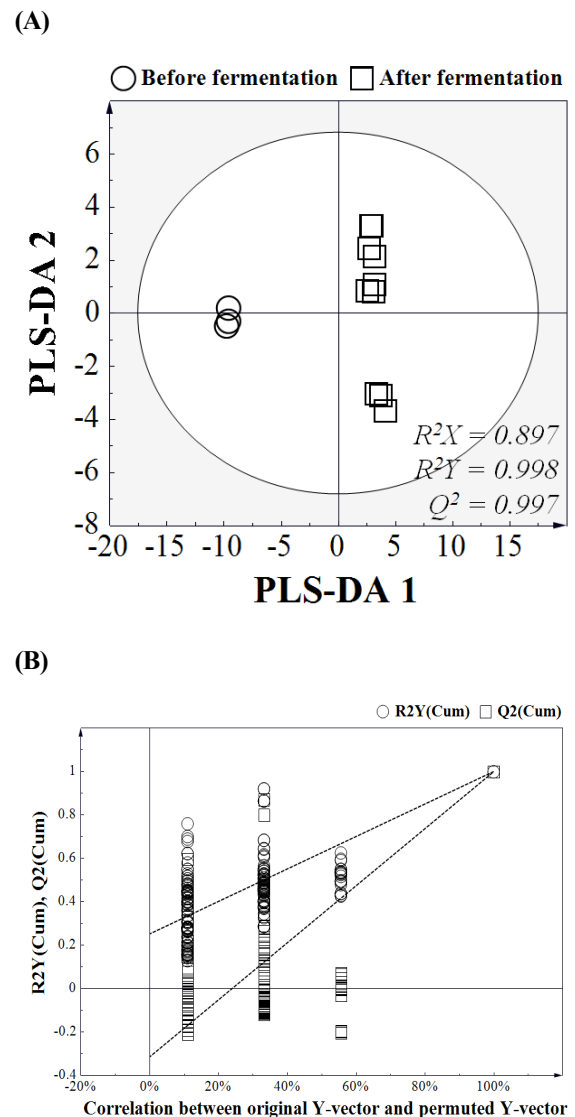 (A)
Before fermentation After fermentation
6
4
2
0
-2
-4
-6
-8
PLS-DA 2
R²X = 0.897
R²Y = 0.998
Q² = 0.997
-20 -15 -10 -5 0 5 10 15
PLS-DA 1
(B)
R2Y(Cum) Q2(Cum)
1
0.8
0.6
0.4
0.2
0
-0.2
-0.4
R2Y(Cum), Q2(Cum)
-20% 0% 20% 40% 60% 80% 100%
Correlation between original Y-vector and permuted Y-vector